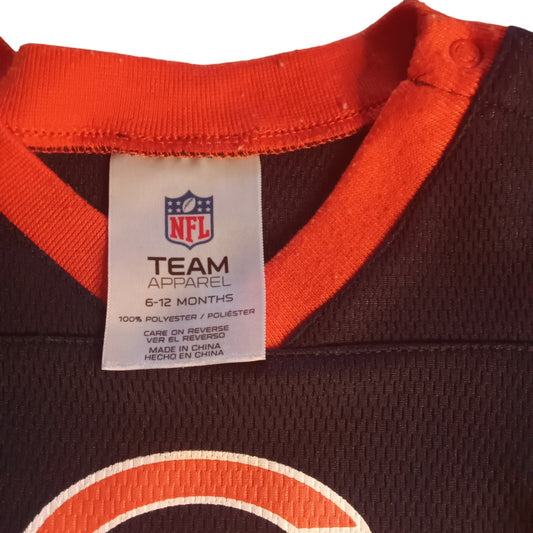 NFL
TEAM
APPAREL
6-12 MONTHS
100% POLYESTER / POLIÉSTER
CARE ON REVERSE
VER EL REVERSO
MADE IN CHINA
HECHO EN CHINA